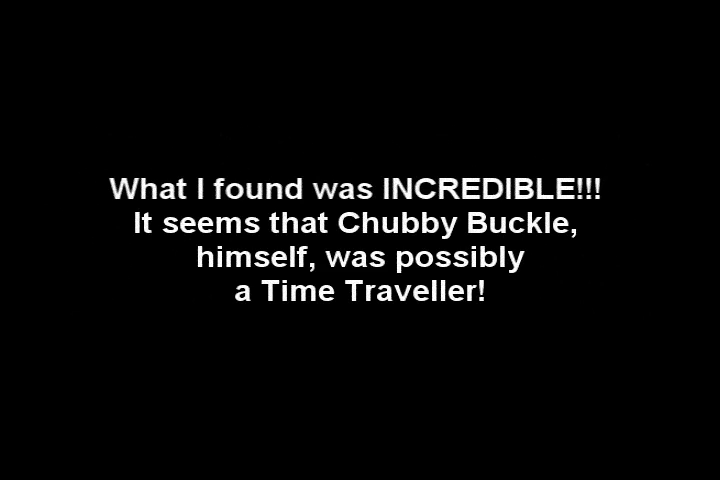 What I found was INCREDIBLE!!!
It seems that Chubby Buckle,
himself, was possibly
a Time Traveller!